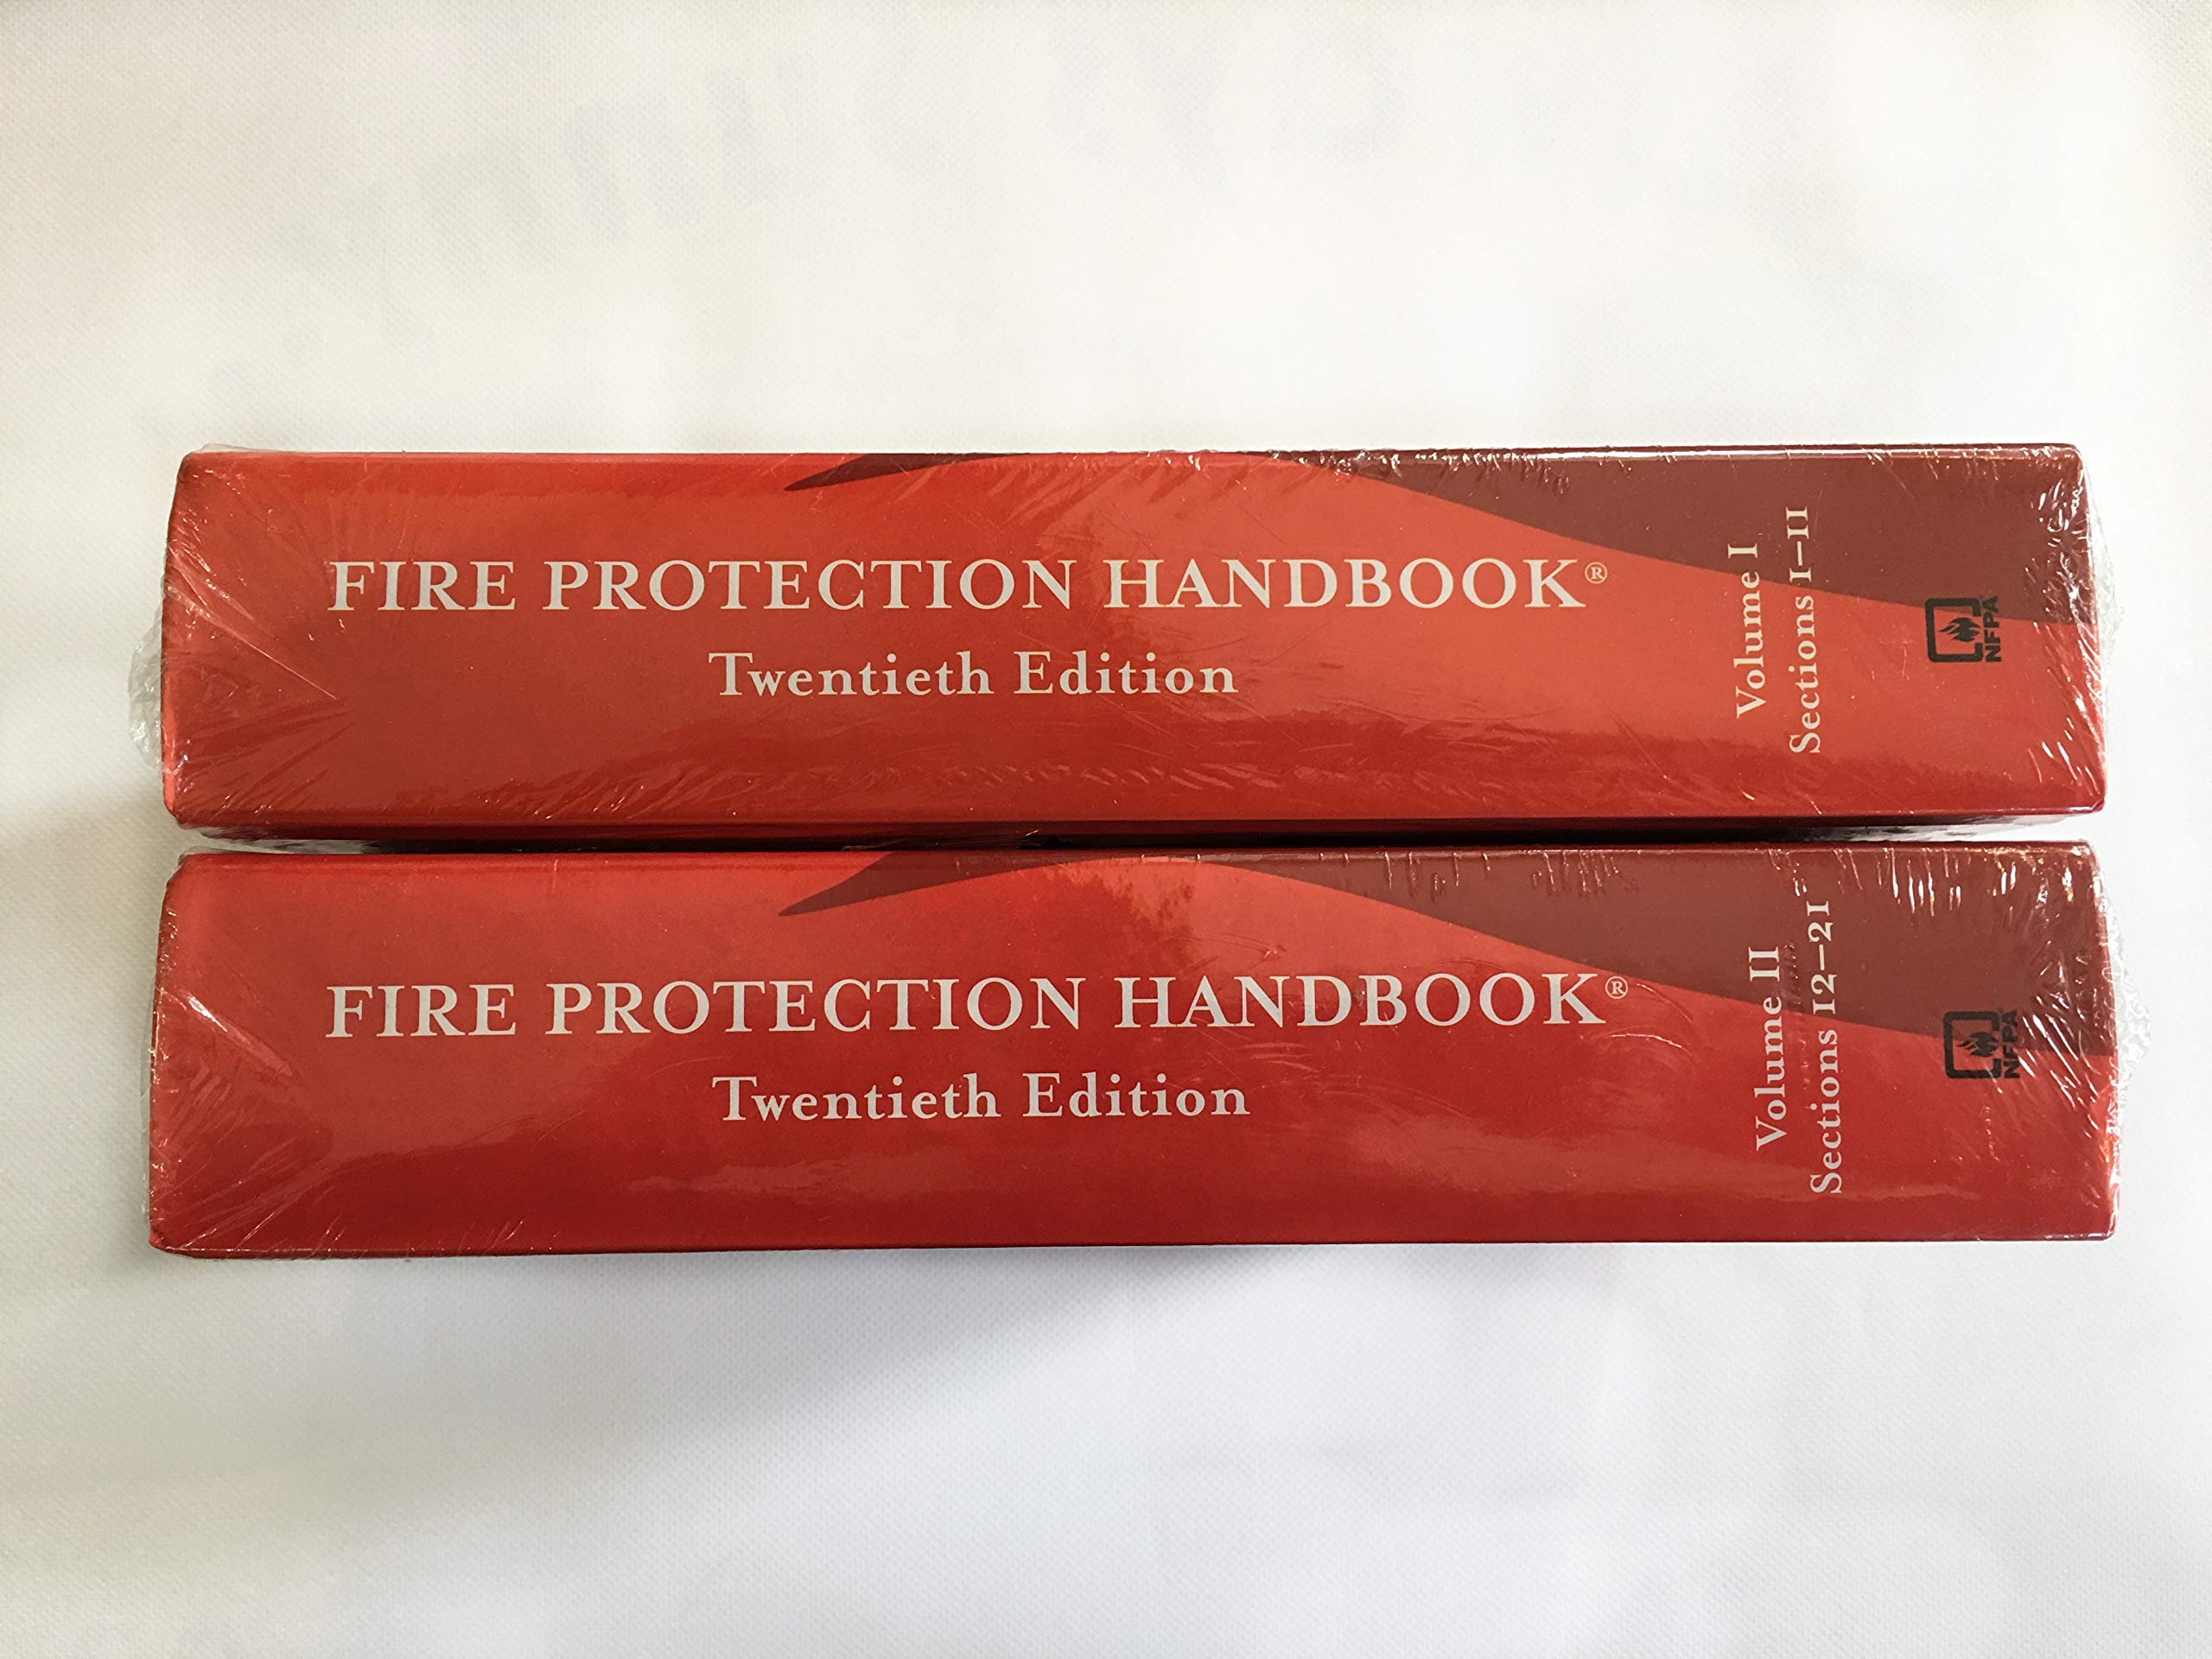 FIRE PROTECTION HANDBOOK®
Twentieth Edition
Volume I
Sections 1–11
NFPA
FIRE PROTECTION HANDBOOK®
Twentieth Edition
Volume II
Sections 12–21
NFPA